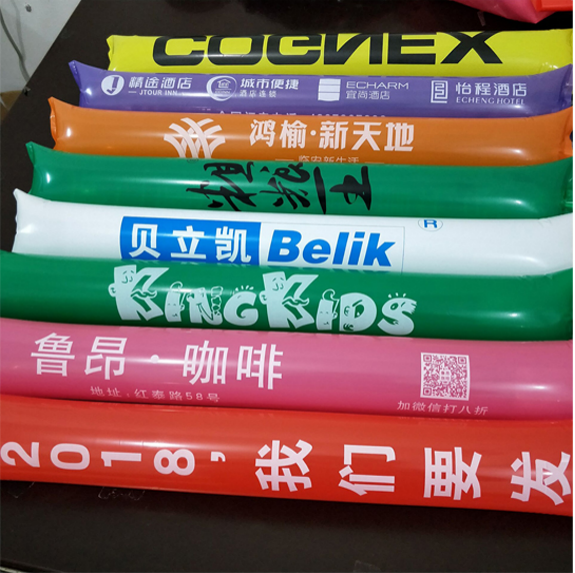 COGNEX
精途酒店 城市便捷 ECHARM 怡程酒店
JTOUR INN 酒店连锁 宜尚酒店 ECHENG HOTEL
鸿榆·新天地
贝立凯 Belik ®
KINGKIDS
鲁昂·咖啡
地址:红泰路58号
加微信打八折
2018,我们要发